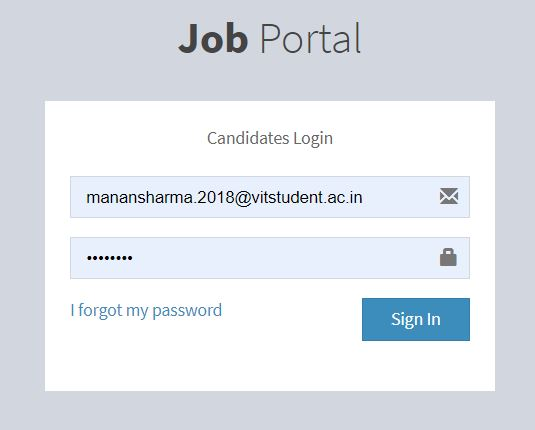 Job Portal
Candidates Login
manansharma.2018@vitstudent.ac.in
••••••••
I forgot my password
Sign In